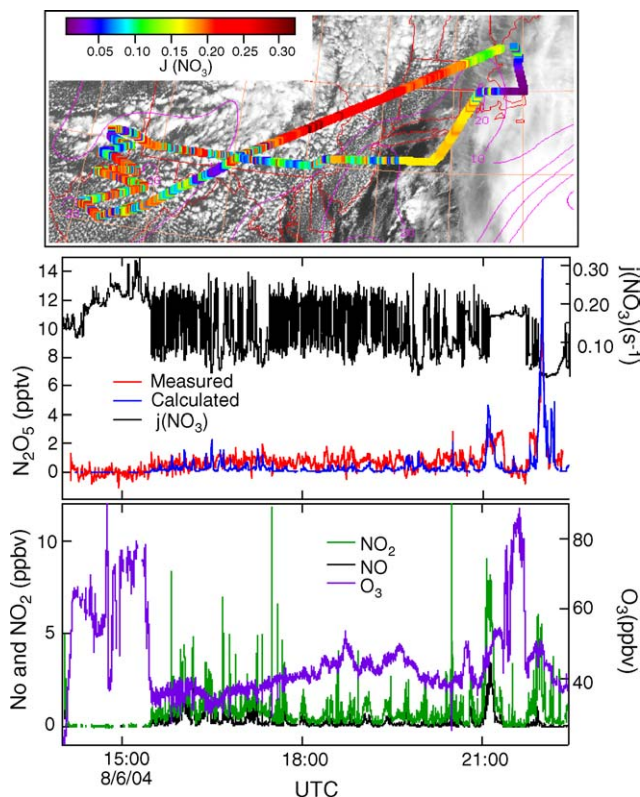 0.05 0.10 0.15 0.20 0.25 0.30
J (NO3)
20
14
12
10
8
6
4
2
0
N2O5 (pptv)
0.30
0.20
0.10
j(NO3)(s-1)
Measured
Calculated
j(NO3)
10
5
0
No and NO2 (ppbv)
NO2
NO
O3
80
60
40
O3(ppbv)
15:00 18:00 21:00
8/6/04
UTC